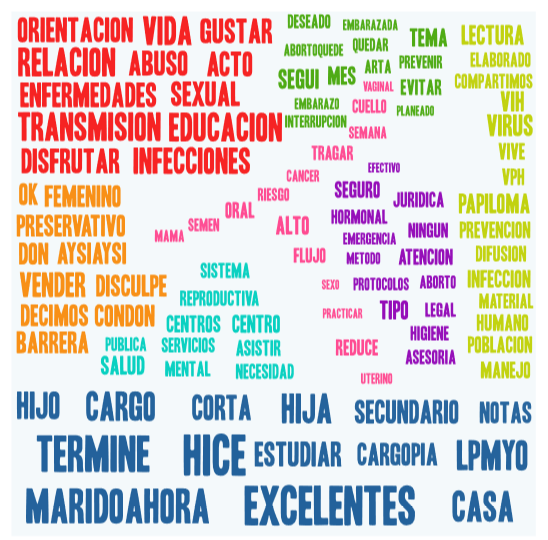 ORIENTACION VIDA GUSTAR
RELACION ABUSO ACTO
ENFERMEDADES SEXUAL
TRANSMISION EDUCACION
DISFRUTAR INFECCIONES
DESEADO EMBARAZADA
ABORTOQUEDE QUEDAR TEMA
SEGUI MES ARTA PREVENIR
EVITAR
EMBARAZO
INTERRUPCION
PLANEADO
LECTURA
ELABORADO
COMPARTIMOS
VIH
VIRUS
VIVE
VPH
PAPILOMA
PREVENCION
DIFUSION
INFECCION
MATERIAL
HUMANO
POBLACION
MANEJO
VAGINAL
CUELLO
SEMANA
TRAGAR
CANCER
RIESGO
ORAL
SEMEN
MAMA
ALTO
FLUJO
SEXO
PRACTICAR
REDUCE
UTERINO
EFECTIVO
SEGURO JURIDICA
HORMONAL NINGUN
EMERGENCIA
METODO ATENCION
PROTOCOLOS ABORTO
TIPO LEGAL
HIGIENE
ASESORIA
OK FEMENINO
PRESERVATIVO
DON AYSIAYSI
VENDER DISCULPE
DECIMOS CONDON
BARRERA
SISTEMA
REPRODUCTIVA
CENTROS CENTRO
PUBLICA SERVICIOS ASISTIR
SALUD MENTAL NECESIDAD
HIJO CARGO CORTA HIJA SECUNDARIO NOTAS
TERMINE HICE ESTUDIAR CARGOPIA LPMYO
MARIDOAHORA EXCELENTES CASA